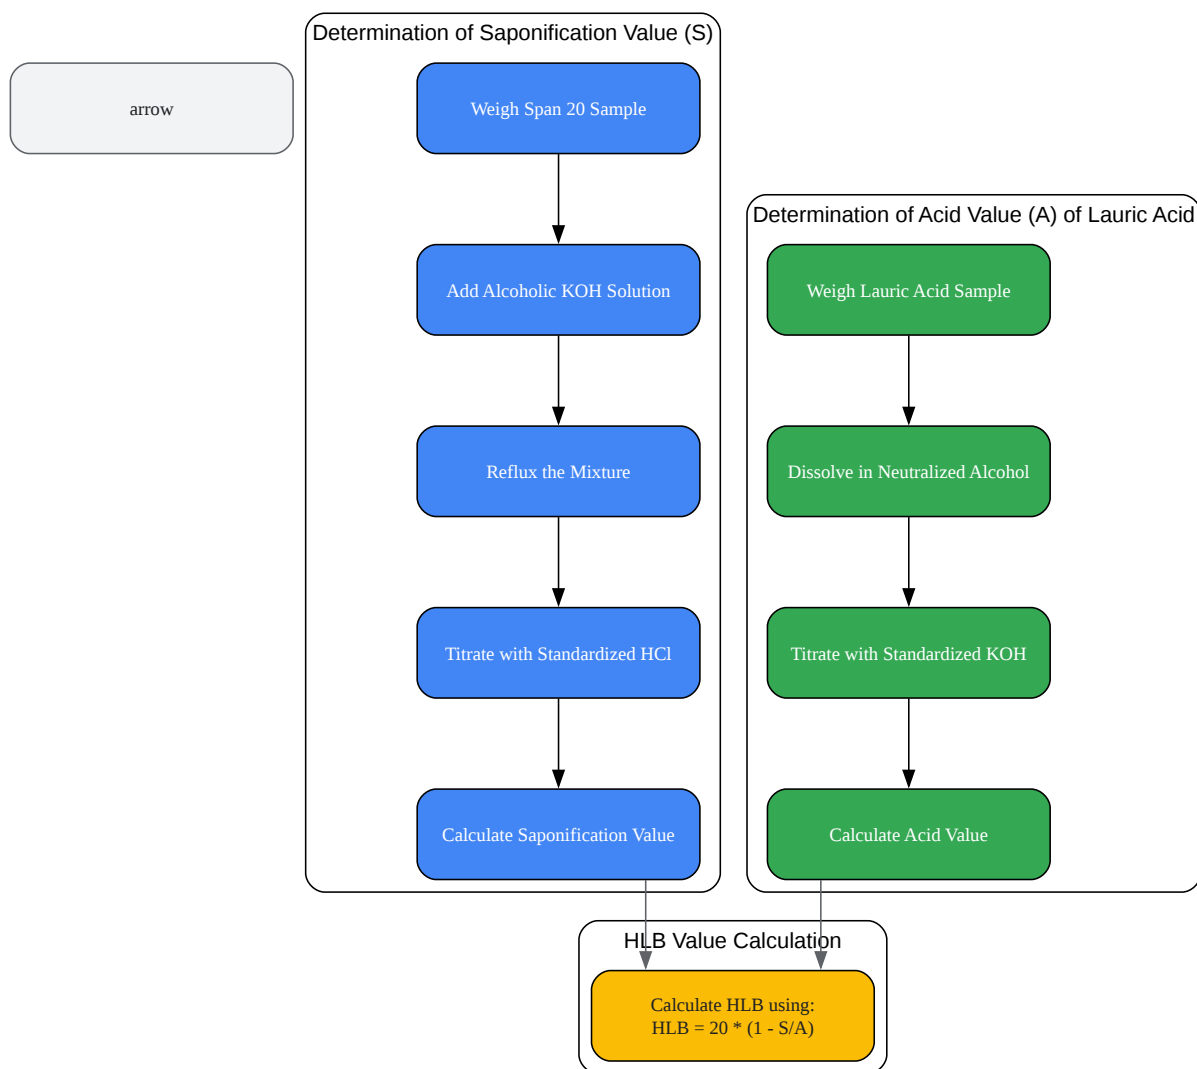 Determination of Saponification Value (S)
arrow
Weigh Span 20 Sample
Add Alcoholic KOH Solution
Reflux the Mixture
Titrate with Standardized HCl
Calculate Saponification Value
Determination of Acid Value (A) of Lauric Acid
Weigh Lauric Acid Sample
Dissolve in Neutralized Alcohol
Titrate with Standardized KOH
Calculate Acid Value
HLB Value Calculation
Calculate HLB using:
HLB = 20 * (1 - S/A)